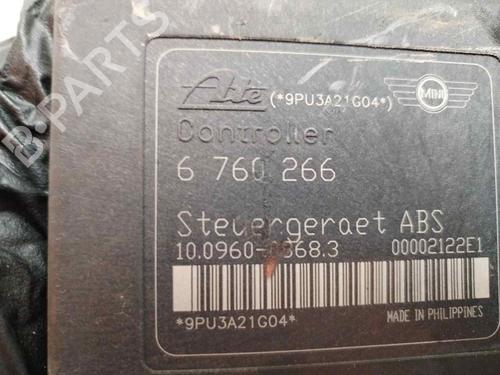 B-PARTS
Ate (*9PU3A21G04*)
MINI
Controller
6 760 266
Steuergeraet ABS
00002122E1
*9PU3A21G04*
MADE IN PHILIPPINES